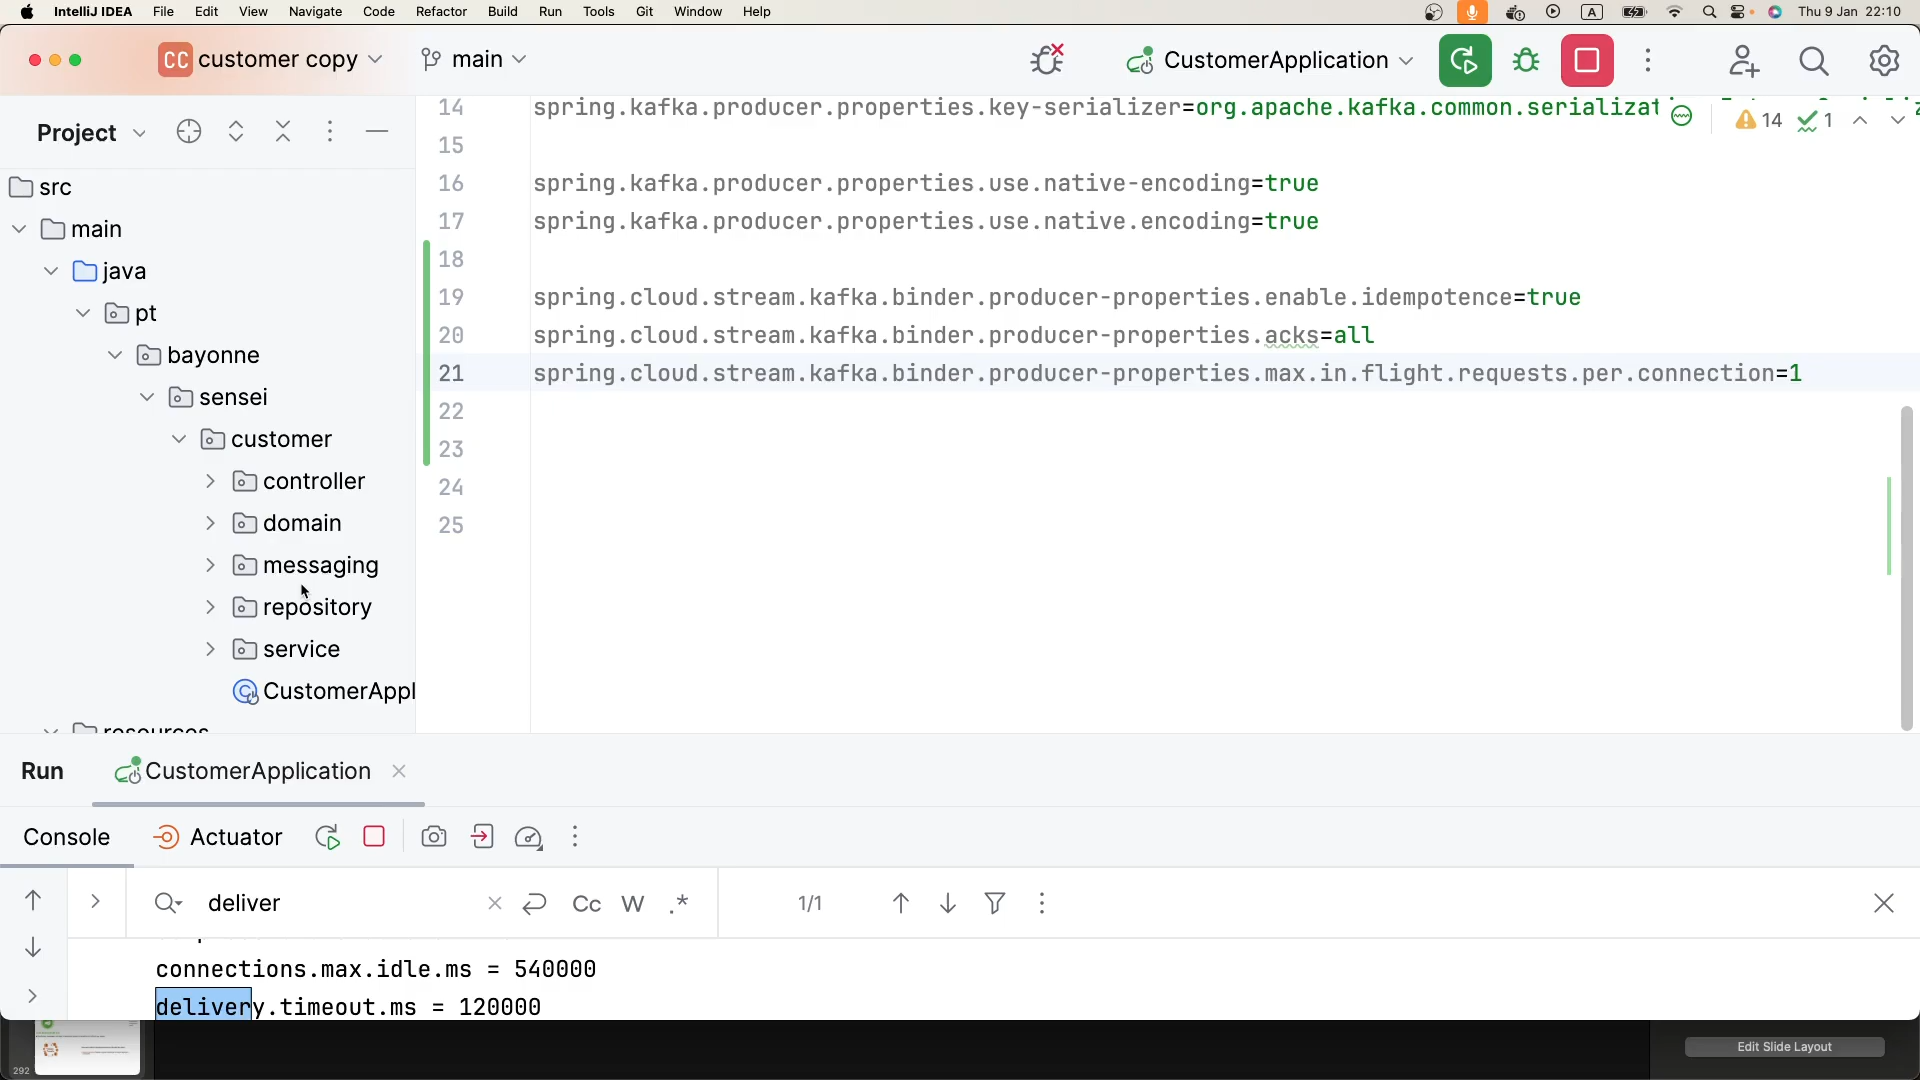 IntelliJ IDEA File Edit View Navigate Code Refactor Build Run Tools Git Window Help A Thu 9 Jan 22:10
CC customer copy main CustomerApplication
Project
src
main
java
pt
bayonne
sensei
customer
controller
domain
messaging
repository
service
CustomerAppl
resources
14 spring.kafka.producer.properties.key-serializer=org.apache.kafka.common.serializat
14 1
15
16 spring.kafka.producer.properties.use.native-encoding=true
17 spring.kafka.producer.properties.use.native.encoding=true
18
19 spring.cloud.stream.kafka.binder.producer-properties.enable.idempotence=true
20 spring.cloud.stream.kafka.binder.producer-properties.acks=all
21 spring.cloud.stream.kafka.binder.producer-properties.max.in.flight.requests.per.connection=1
22
23
24
25
Run CustomerApplication
Console Actuator
deliver Cc W .* 1/1
connections.max.idle.ms = 540000
delivery.timeout.ms = 120000
292
Edit Slide Layout